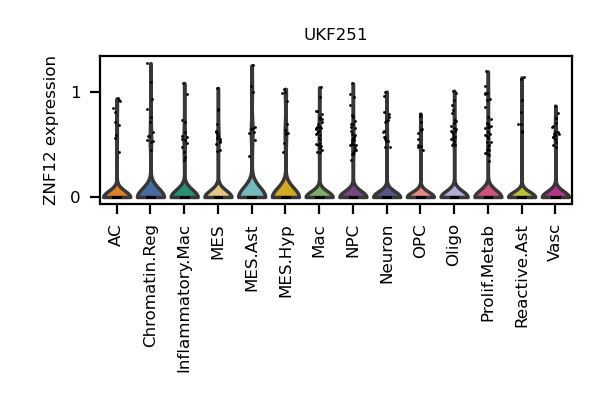 UKF251
ZNF12 expression
1
0
AC
Chromatin.Reg
Inflammatory.Mac
MES
MES.Ast
MES.Hyp
Mac
NPC
Neuron
OPC
Oligo
Prolif.Metab
Reactive.Ast
Vasc